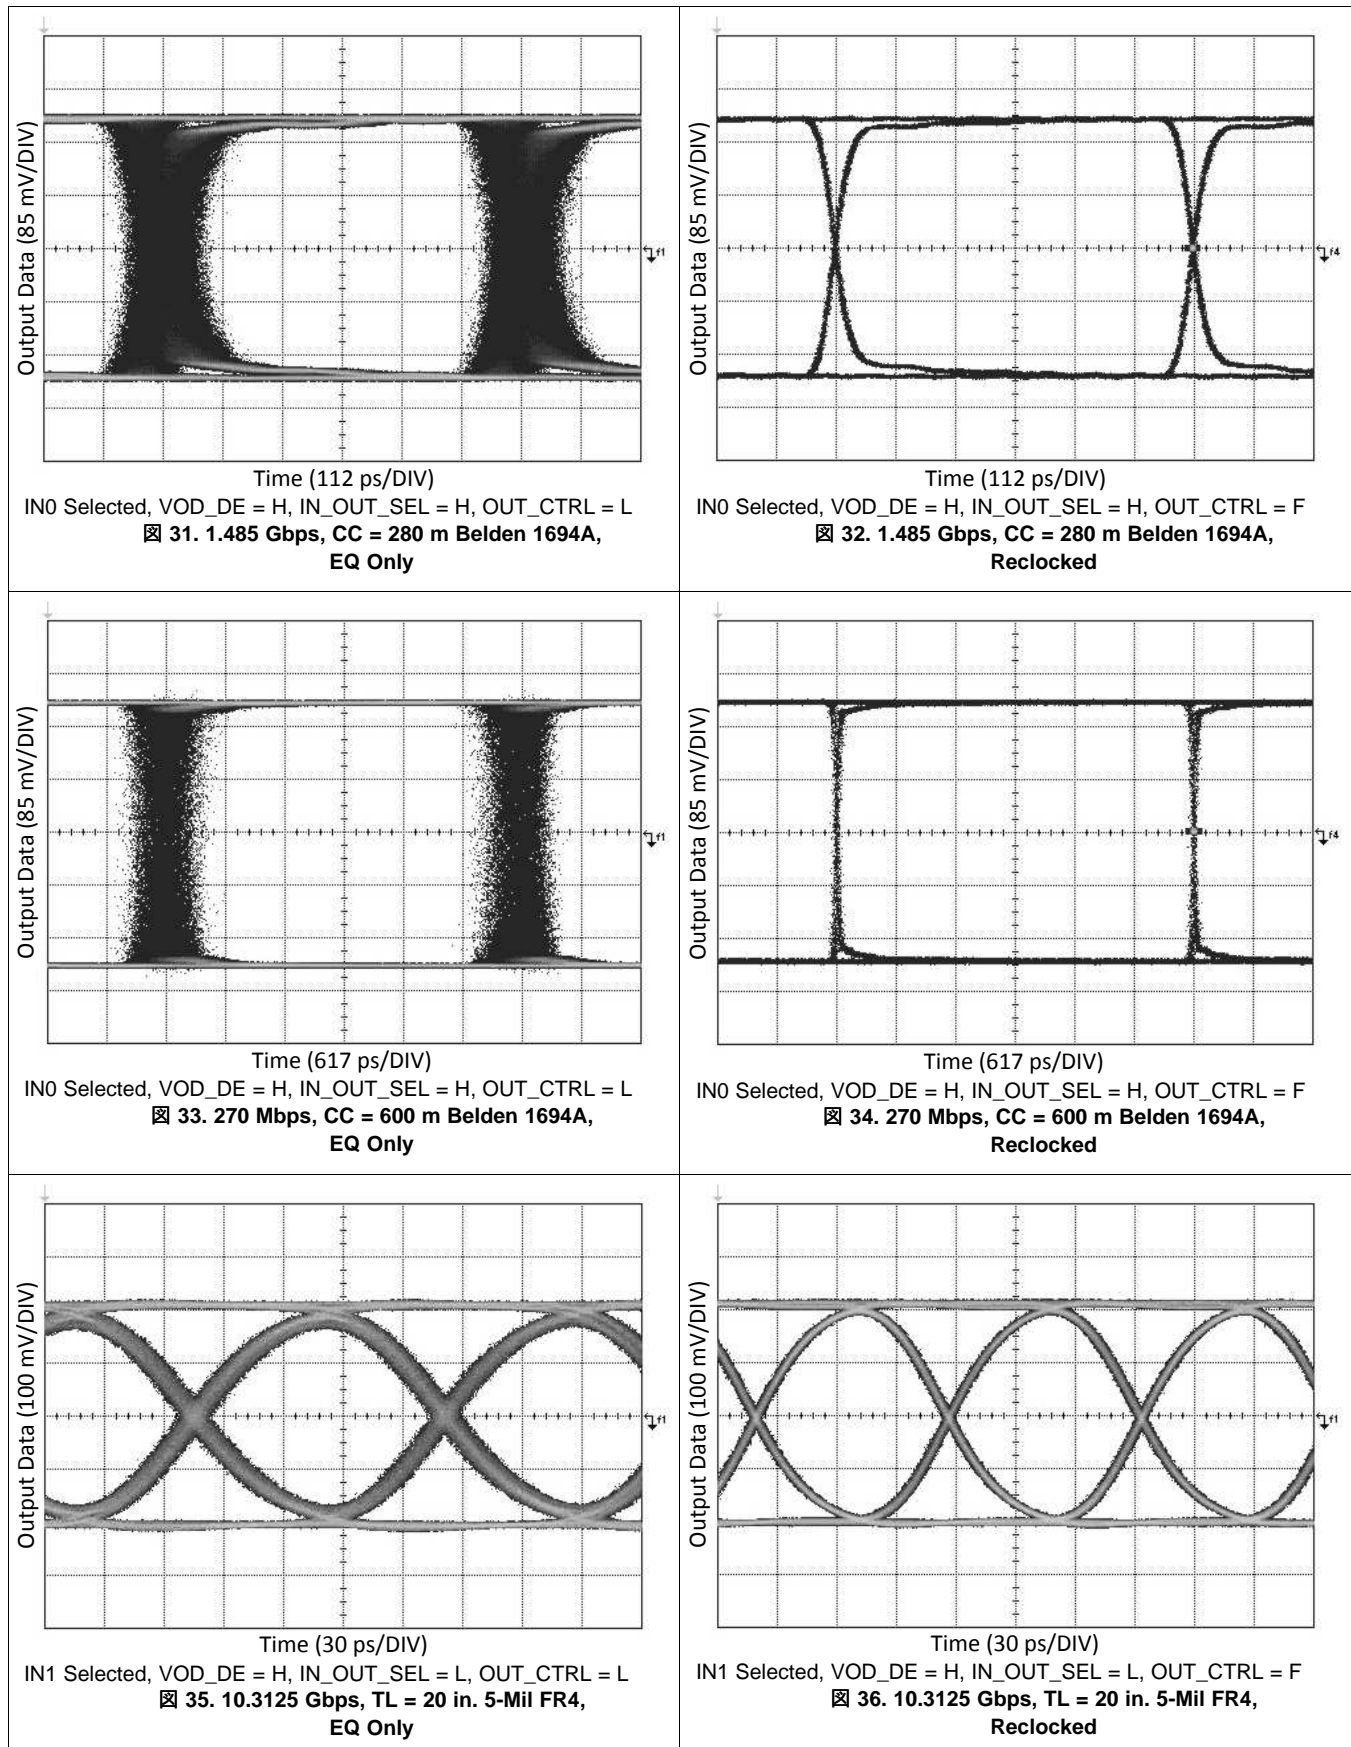 Output Data (85 mV/DIV)
f1
Time (112 ps/DIV)
IN0 Selected, VOD_DE = H, IN_OUT_SEL = H, OUT_CTRL = L
図 31. 1.485 Gbps, CC = 280 m Belden 1694A,
EQ Only
Output Data (85 mV/DIV)
f4
Time (112 ps/DIV)
IN0 Selected, VOD_DE = H, IN_OUT_SEL = H, OUT_CTRL = F
図 32. 1.485 Gbps, CC = 280 m Belden 1694A,
Reclocked
Output Data (85 mV/DIV)
f1
Time (617 ps/DIV)
IN0 Selected, VOD_DE = H, IN_OUT_SEL = H, OUT_CTRL = L
図 33. 270 Mbps, CC = 600 m Belden 1694A,
EQ Only
Output Data (85 mV/DIV)
f4
Time (617 ps/DIV)
IN0 Selected, VOD_DE = H, IN_OUT_SEL = H, OUT_CTRL = F
図 34. 270 Mbps, CC = 600 m Belden 1694A,
Reclocked
Output Data (100 mV/DIV)
f1
Time (30 ps/DIV)
IN1 Selected, VOD_DE = H, IN_OUT_SEL = L, OUT_CTRL = L
図 35. 10.3125 Gbps, TL = 20 in. 5-Mil FR4,
EQ Only
Output Data (100 mV/DIV)
f1
Time (30 ps/DIV)
IN1 Selected, VOD_DE = H, IN_OUT_SEL = L, OUT_CTRL = F
図 36. 10.3125 Gbps, TL = 20 in. 5-Mil FR4,
Reclocked